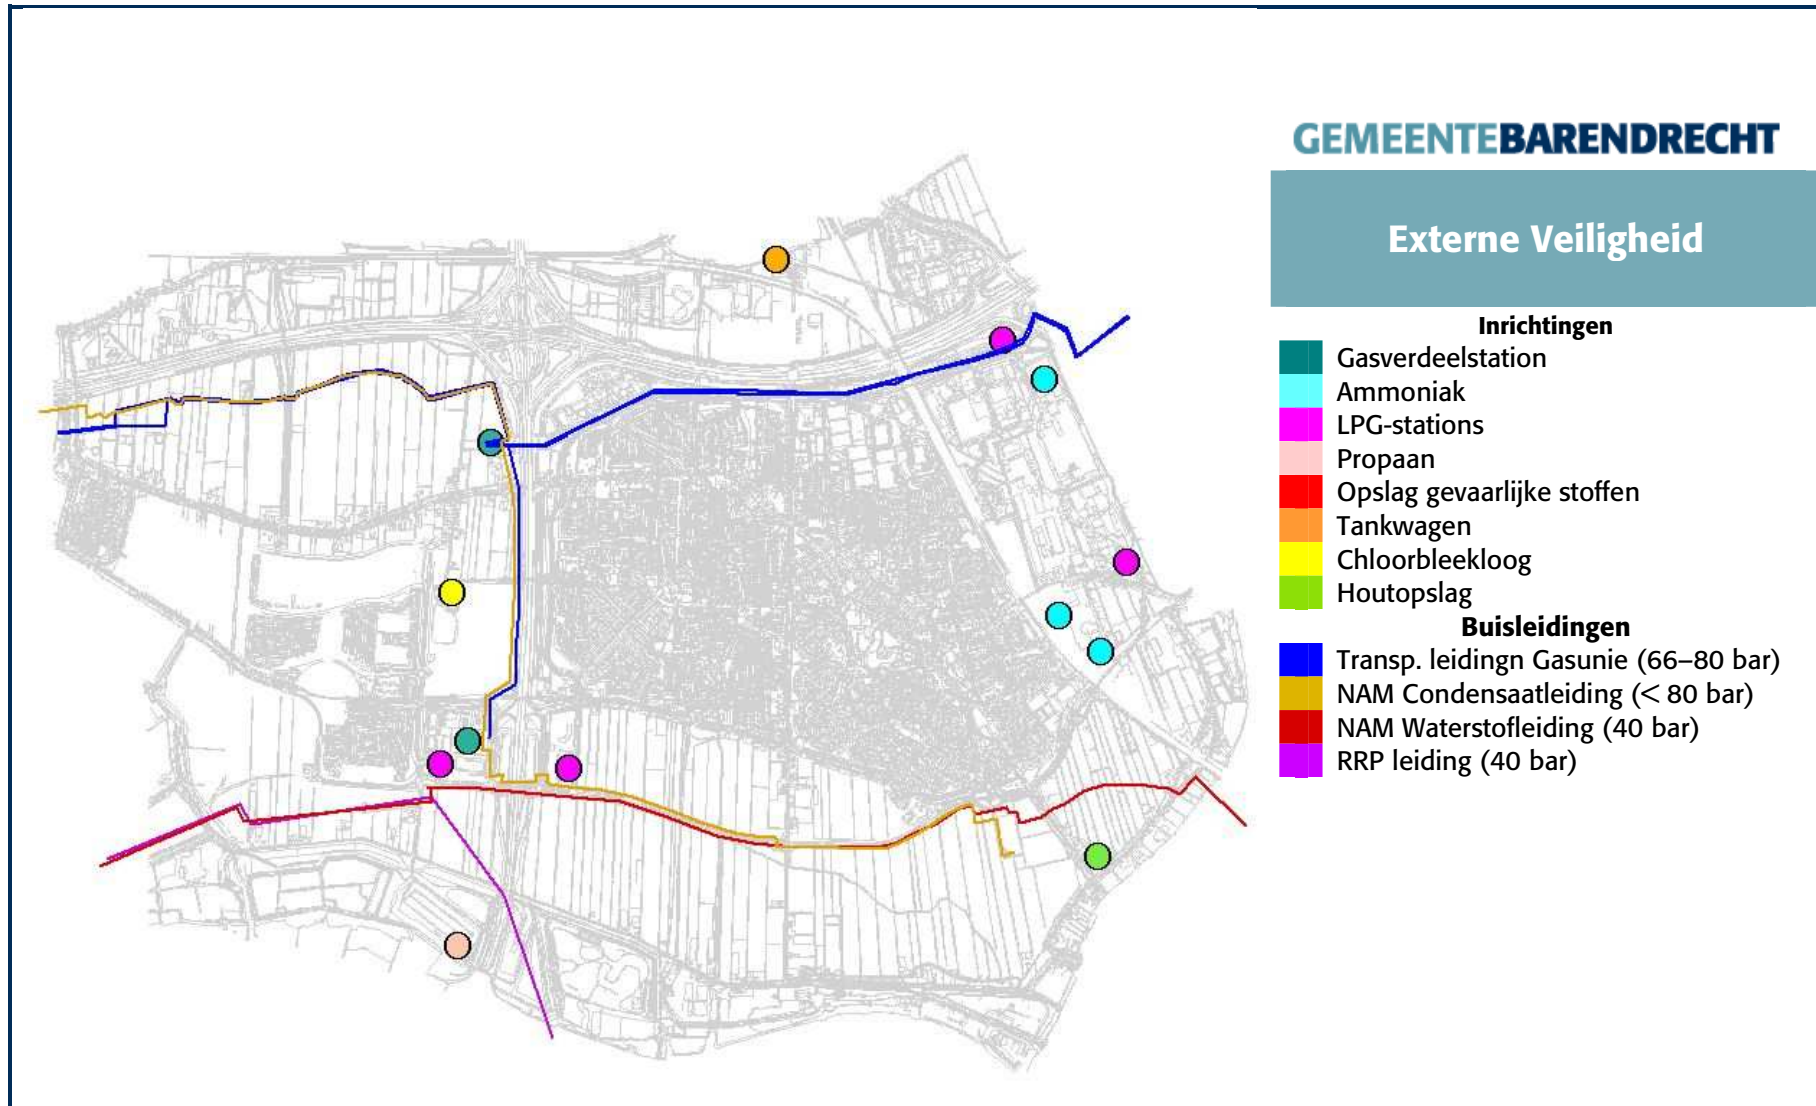 GEMEENTEBARENDRECHT
Externe Veiligheid
Inrichtingen
Gasverdeelstation
Ammoniak
LPG-stations
Propaan
Opslag gevaarlijke stoffen
Tankwagen
Chloorbleekloog
Houtopslag
Buisleidingen
Transp. leidingn Gasunie (66–80 bar)
NAM Condensaatleiding (< 80 bar)
NAM Waterstofleiding (40 bar)
RRP leiding (40 bar)